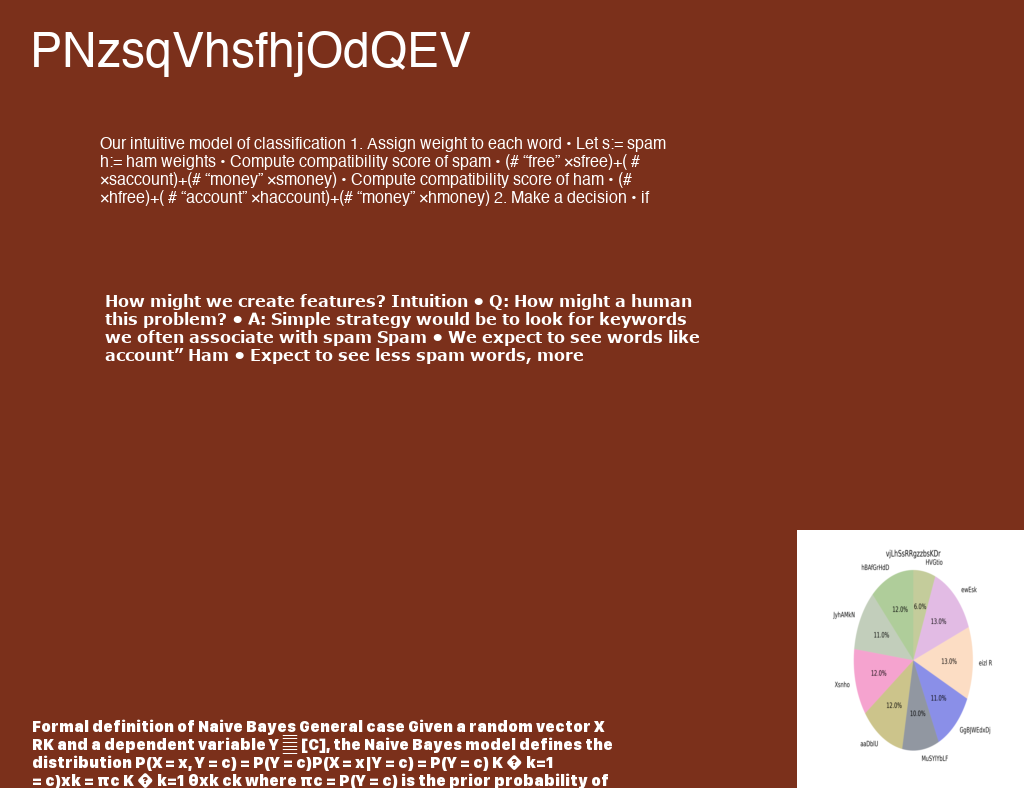 PNzsqVhsfhjOdQEV
Our intuitive model of classification 1. Assign weight to each word • Let s:= spam
h:= ham weights • Compute compatibility score of spam • (# “free” ×sfree)+( #
×saccount)+(# “money” ×smoney) • Compute compatibility score of ham • (#
×hfree)+( # “account” ×haccount)+(# “money” ×hmoney) 2. Make a decision • if
How might we create features? Intuition ● Q: How might a human
this problem? ● A: Simple strategy would be to look for keywords
we often associate with spam Spam ● We expect to see words like
account” Ham ● Expect to see less spam words, more
vjLhSsRRgzzbsKDr
HVGtio
hBAfGrHdD
ewEsk
12.0%
6.0%
JyhAMkN
13.0%
11.0%
13.0%
eizl R
12.0%
Xsnho
11.0%
12.0%
10.0%
GgBJWEdxDj
aaDblU
MuSYIYbLF
Formal definition of Naive Bayes General case Given a random vector X
RK and a dependent variable Y [C], the Naive Bayes model defines the
distribution P(X = x, Y = c) = P(Y = c)P(X = x|Y = c) = P(Y = c) K � k=1
= c)xk = πc K � k=1 θxk ck where πc = P(Y = c) is the prior probability of